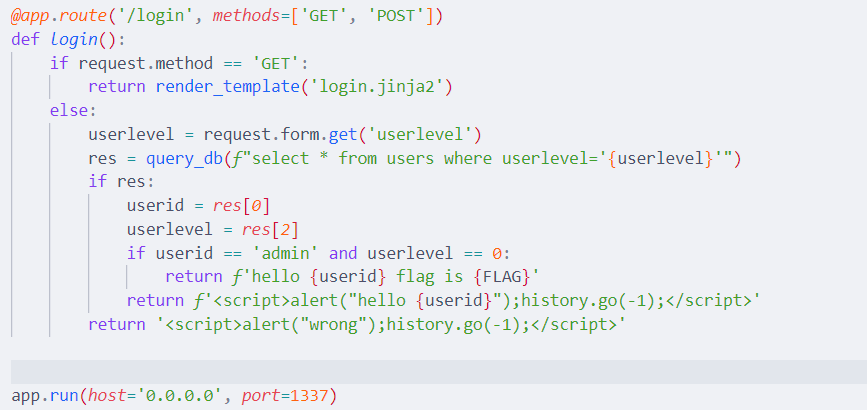 @app.route('/login', methods=['GET', 'POST'])
def login():
    if request.method == 'GET':
        return render_template('login.jinja2')
    else:
        userlevel = request.form.get('userlevel')
        res = query_db(f"select * from users where userlevel='{userlevel}'")
        if res:
            userid = res[0]
            userlevel = res[2]
            if userid == 'admin' and userlevel == 0:
                return f'hello {userid} flag is {FLAG}'
            return f'<script>alert("hello {userid}");history.go(-1);</script>'
        return '<script>alert("wrong");history.go(-1);</script>'
app.run(host='0.0.0.0', port=1337)